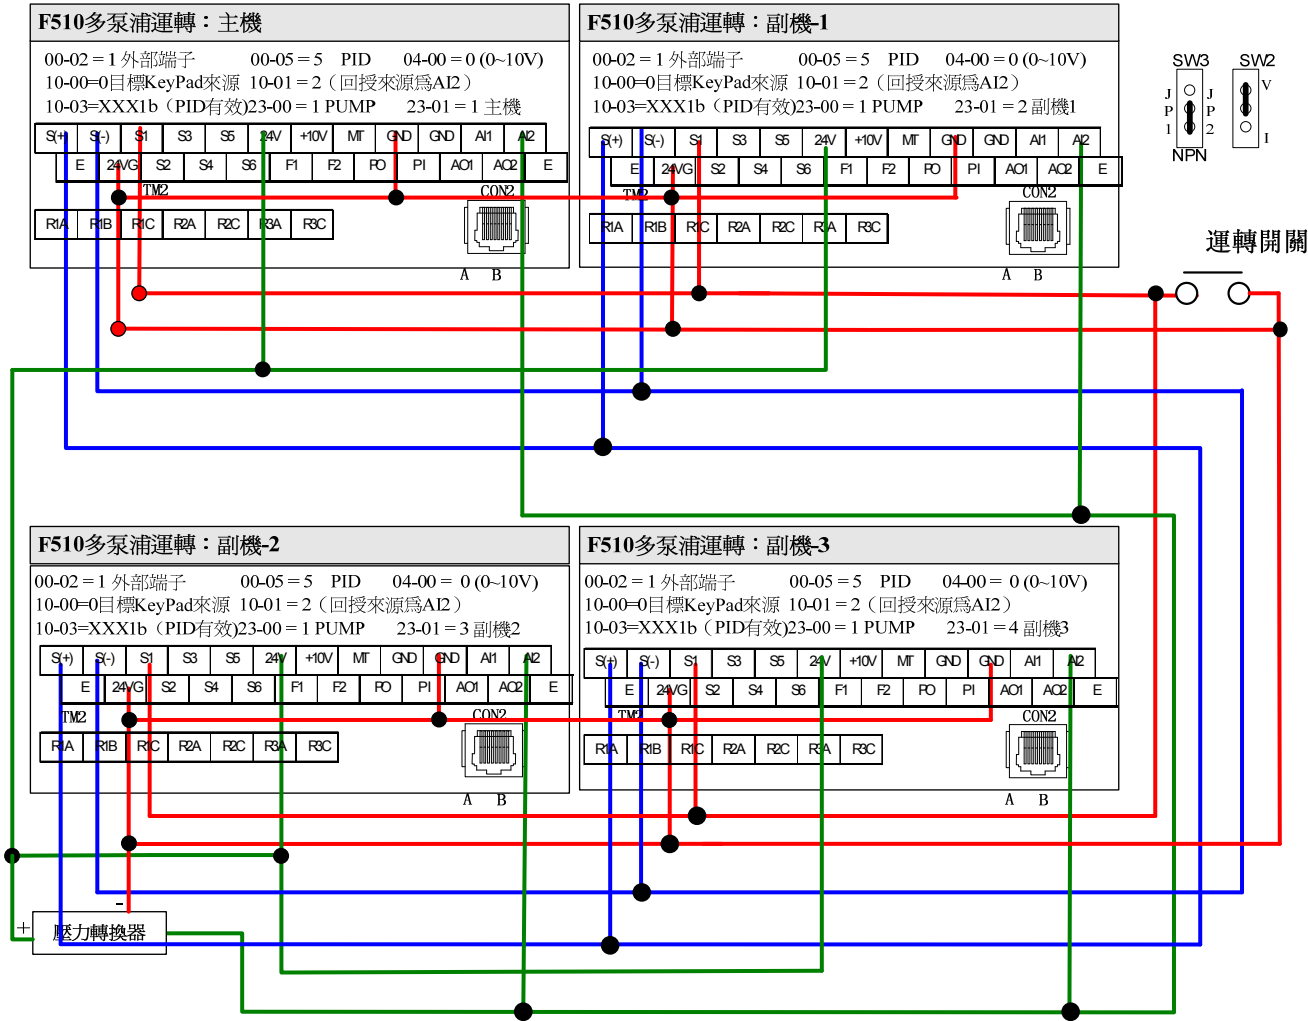 F510多泵浦運轉：主機
00-02 = 1 外部端子 00-05 = 5 PID 04-00 = 0 (0~10V)
10-00=0目標KeyPad來源 10-01 = 2（回授來源爲AI2）
10-03=XXX1b（PID有效)23-00 = 1 PUMP 23-01 = 1 主機
S(+) S(-) S1 S3 S5 24V +10V MT GND GND AI1 AI2
E 24VG S2 S4 S6 F1 F2 PO PI AO1 AO2 E
TM2 CON2
R1A R1B R1C R2A R2C R3A R3C
A B
F510多泵浦運轉：副機-1
00-02 = 1 外部端子 00-05 = 5 PID 04-00 = 0 (0~10V)
10-00=0目標KeyPad來源 10-01 = 2（回授來源爲AI2）
10-03=XXX1b（PID有效)23-00 = 1 PUMP 23-01 = 2 副機1
S(+) S(-) S1 S3 S5 24V +10V MT GND GND AI1 AI2
E 24VG S2 S4 S6 F1 F2 PO PI AO1 AO2 E
TM2 CON2
R1A R1B R1C R2A R2C R3A R3C
A B
SW3 SW2
J J V
P P
1 2 I
NPN
運轉開關
F510多泵浦運轉：副機-2
00-02 = 1 外部端子 00-05 = 5 PID 04-00 = 0 (0~10V)
10-00=0目標KeyPad來源 10-01 = 2（回授來源爲AI2）
10-03=XXX1b（PID有效)23-00 = 1 PUMP 23-01 = 3 副機2
S(+) S(-) S1 S3 S5 24V +10V MT GND GND AI1 AI2
E 24VG S2 S4 S6 F1 F2 PO PI AO1 AO2 E
TM2 CON2
R1A R1B R1C R2A R2C R3A R3C
A B
F510多泵浦運轉：副機-3
00-02 = 1 外部端子 00-05 = 5 PID 04-00 = 0 (0~10V)
10-00=0目標KeyPad來源 10-01 = 2（回授來源爲AI2）
10-03=XXX1b（PID有效)23-00 = 1 PUMP 23-01 = 4 副機3
S(+) S(-) S1 S3 S5 24V +10V MT GND GND AI1 AI2
E 24VG S2 S4 S6 F1 F2 PO PI AO1 AO2 E
TM2 CON2
R1A R1B R1C R2A R2C R3A R3C
A B
-
+ 壓力轉換器